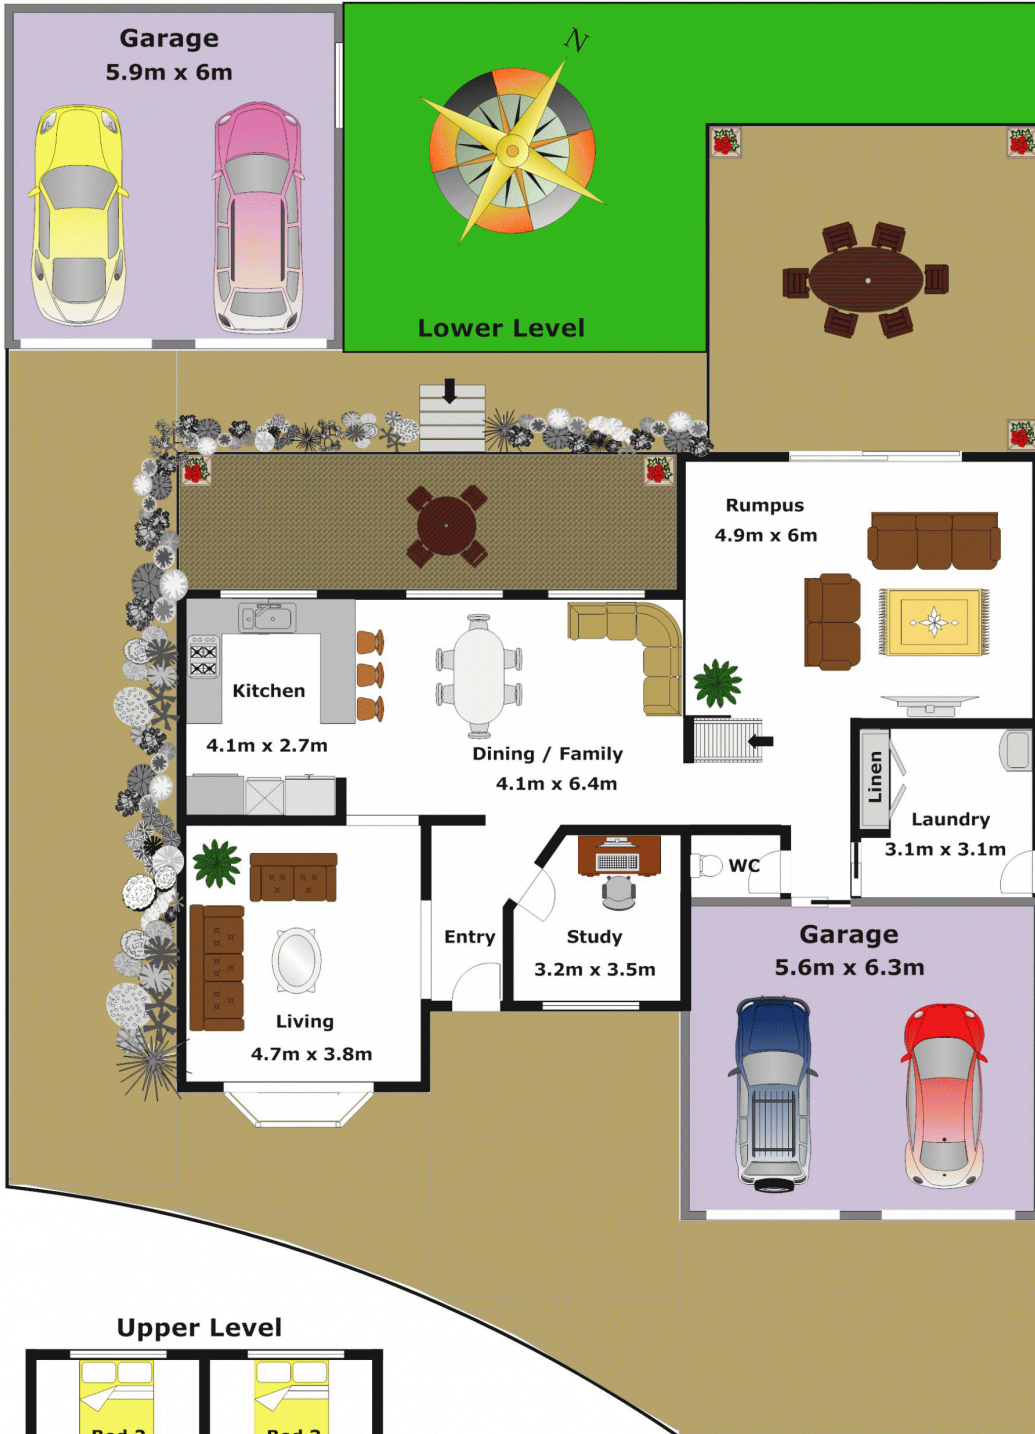 Garage
5.9m x 6m
N
Lower Level
Rumpus
4.9m x 6m
Kitchen
4.1m x 2.7m
Dining / Family
4.1m x 6.4m
Linen
Laundry
3.1m x 3.1m
WC
Entry
Study
3.2m x 3.5m
Garage
5.6m x 6.3m
Living
4.7m x 3.8m
Upper Level